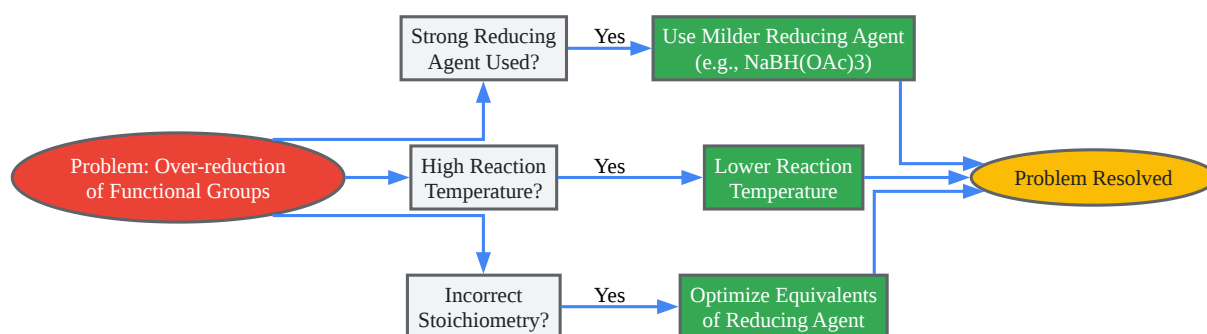 Strong Reducing
Agent Used?
Yes
Use Milder Reducing Agent
(e.g., NaBH(OAc)3)
Problem: Over-reduction
of Functional Groups
High Reaction
Temperature?
Yes
Lower Reaction
Temperature
Problem Resolved
Incorrect
Stoichiometry?
Yes
Optimize Equivalents
of Reducing Agent